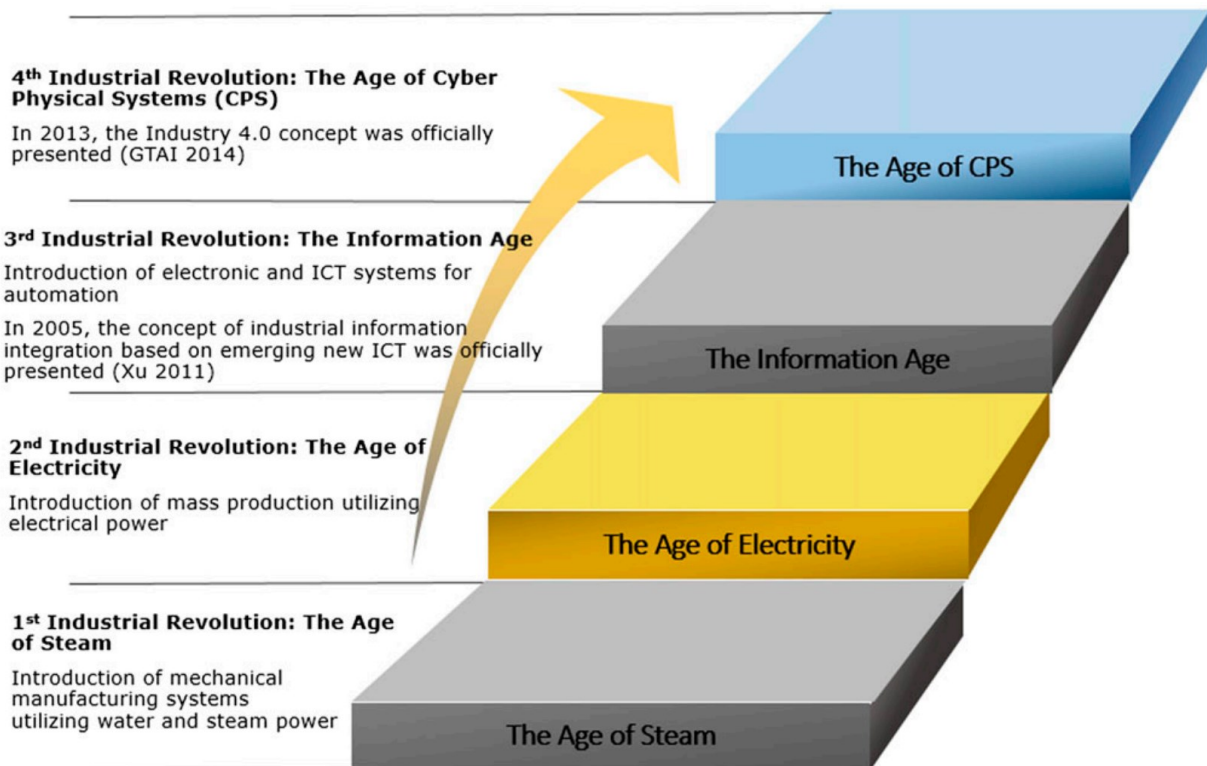 4th Industrial Revolution: The Age of Cyber
Physical Systems (CPS)
In 2013, the Industry 4.0 concept was officially
presented (GTAI 2014)
The Age of CPS
3rd Industrial Revolution: The Information Age
Introduction of electronic and ICT systems for
automation
In 2005, the concept of industrial information
integration based on emerging new ICT was officially
presented (Xu 2011)
The Information Age
2nd Industrial Revolution: The Age of
Electricity
Introduction of mass production utilizing
electrical power
The Age of Electricity
1st Industrial Revolution: The Age
of Steam
Introduction of mechanical
manufacturing systems
utilizing water and steam power
The Age of Steam